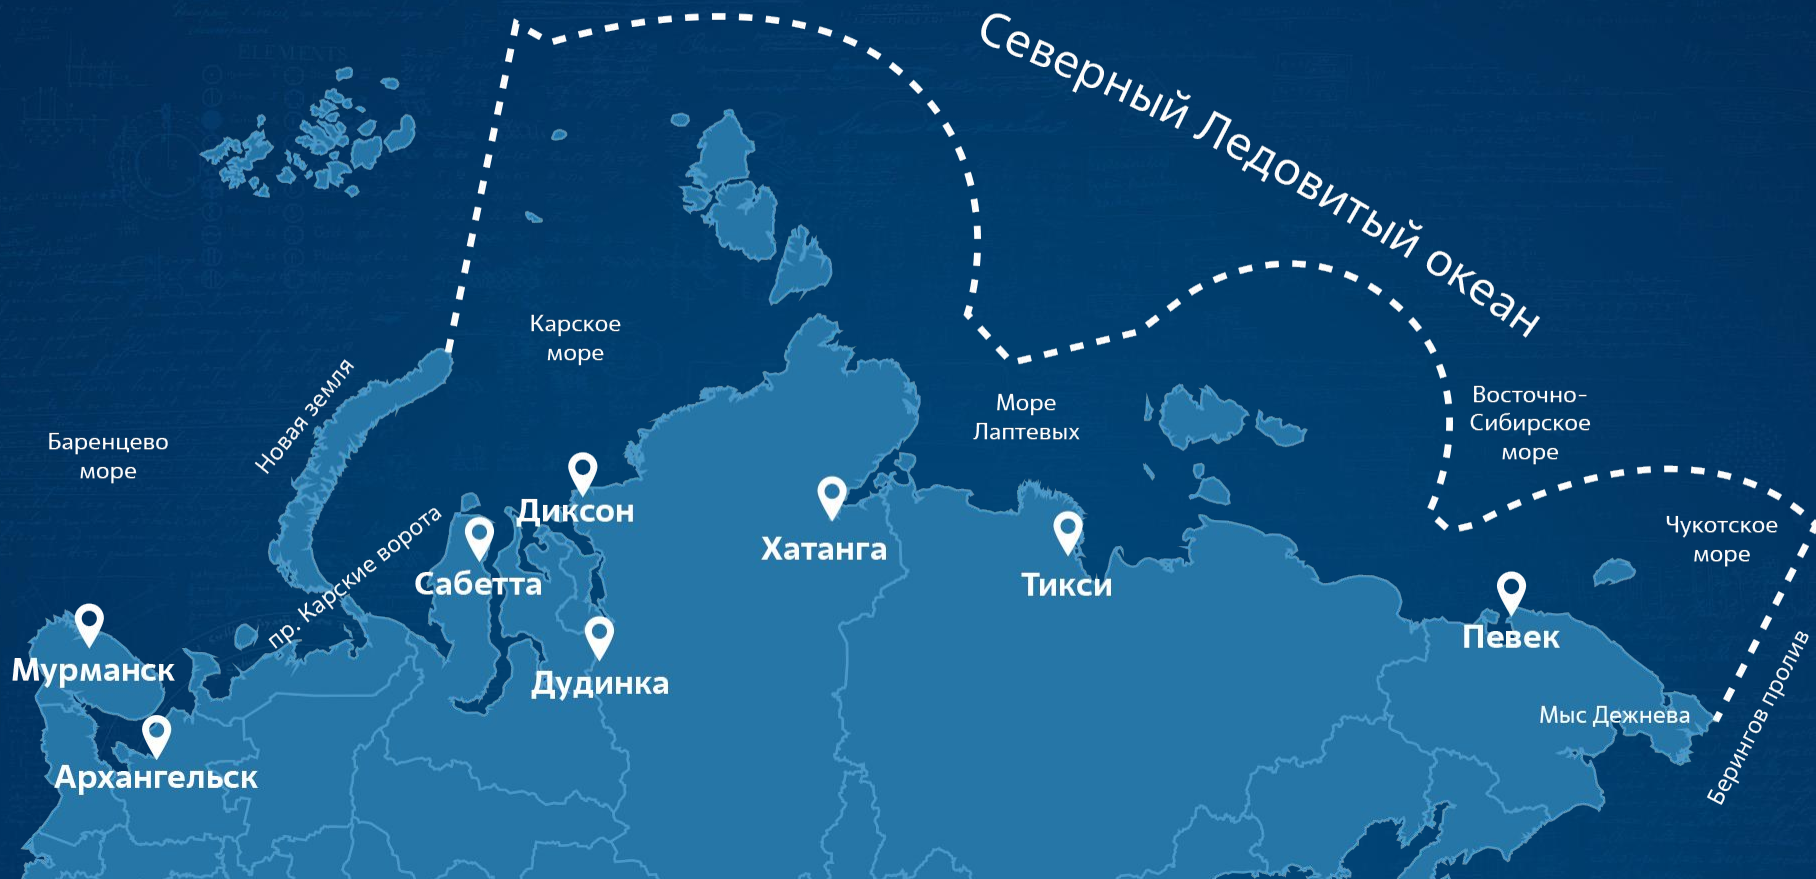 Северный Ледовитый океан
Карское
море
Новая земля
Баренцево
море
Море
Лаптевых
Восточно-
Сибирское
море
Чукотское
море
Диксон
Хатанга
Сабетта
Тикси
пр. Карские ворота
Мурманск
Дудинка
Певек
Мыс Дежнева
Берингов пролив
Архангельск